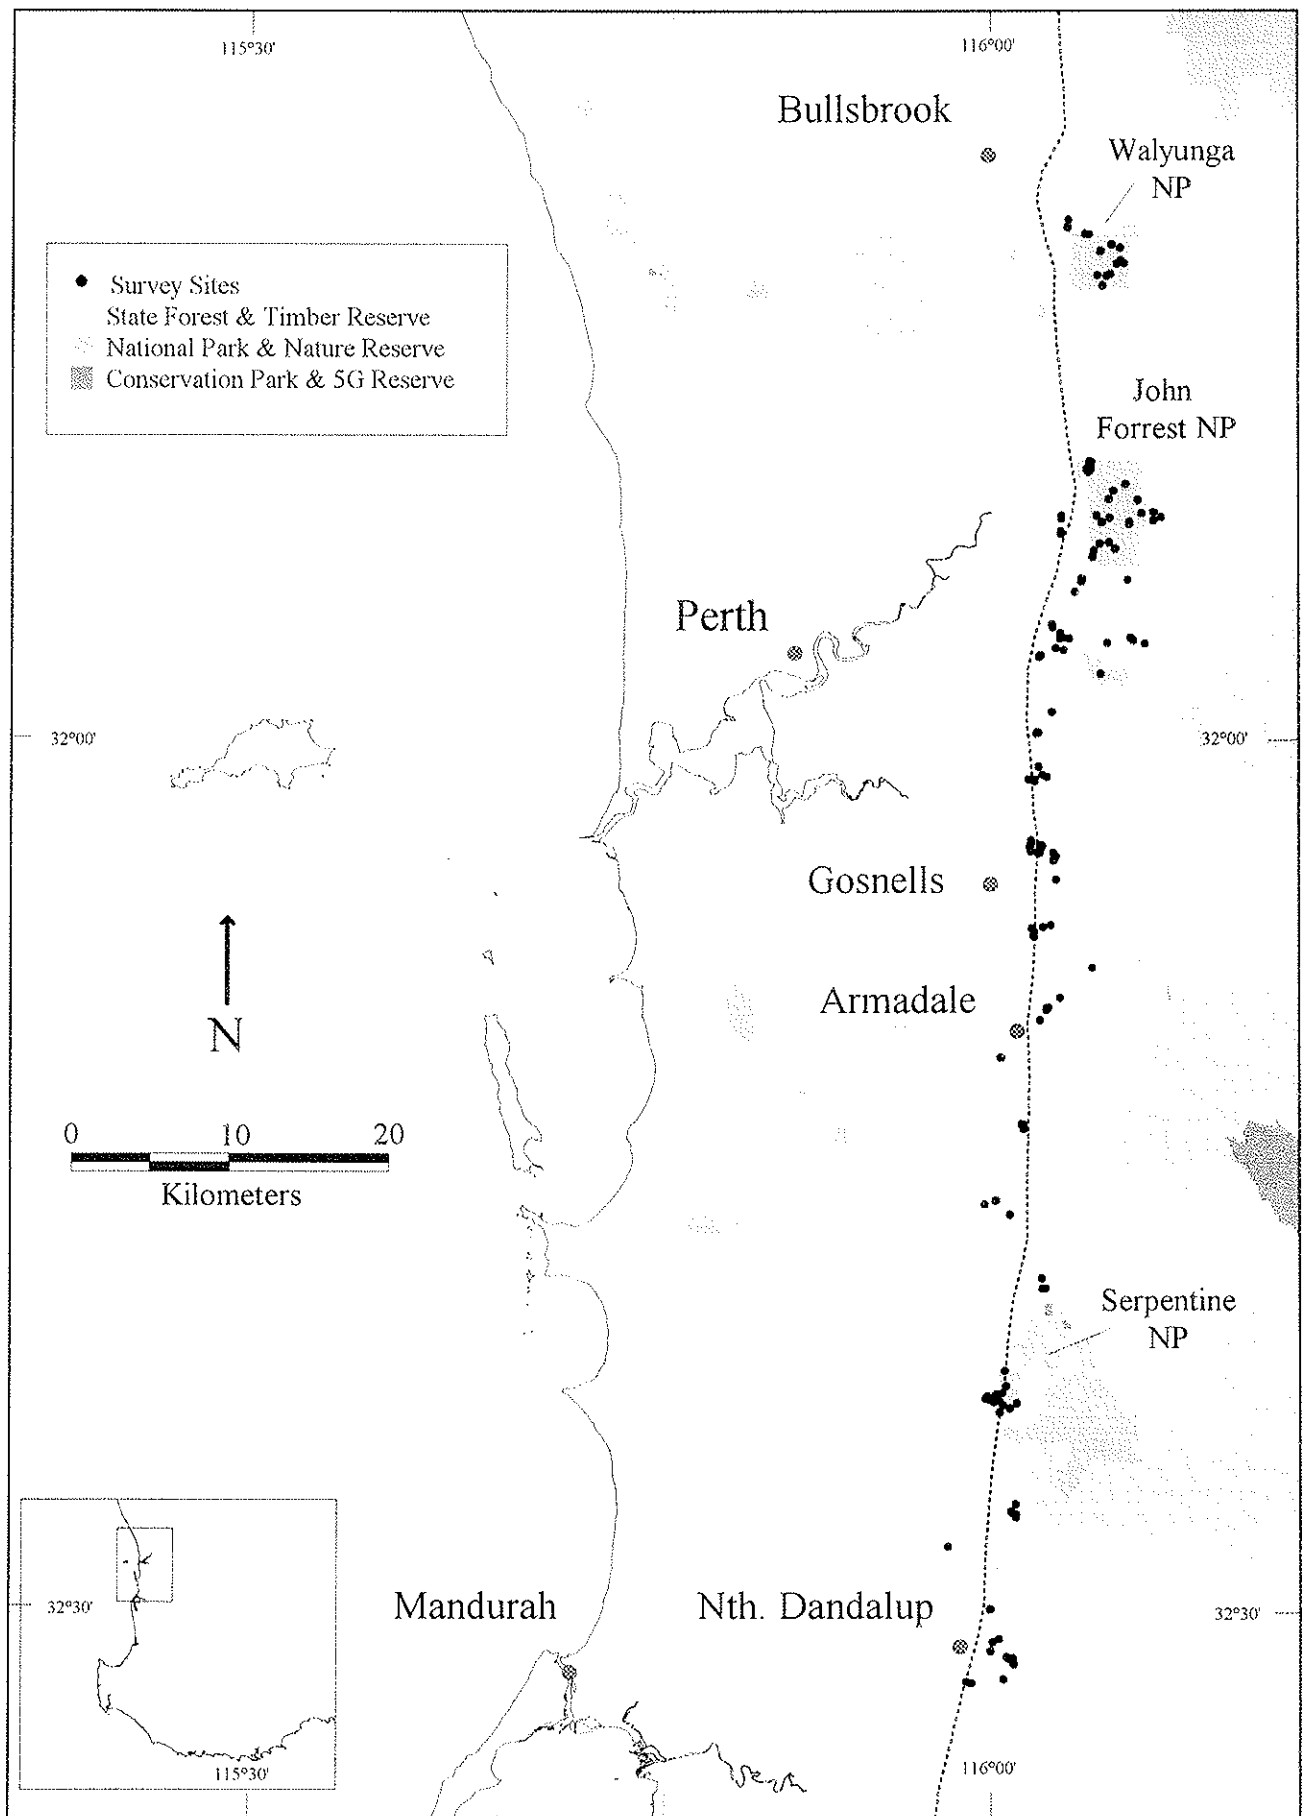 115°30'
116°00'
Bullsbrook
Walyunga
NP
Survey Sites
State Forest & Timber Reserve
National Park & Nature Reserve
Conservation Park & 5G Reserve
John
Forrest NP
Perth
32°00'
32°00'
Gosnells
Armadale
N
0 10 20
Kilometers
Serpentine
NP
Mandurah
Nth. Dandalup
32°30'
32°30'
115°30'
116°00'